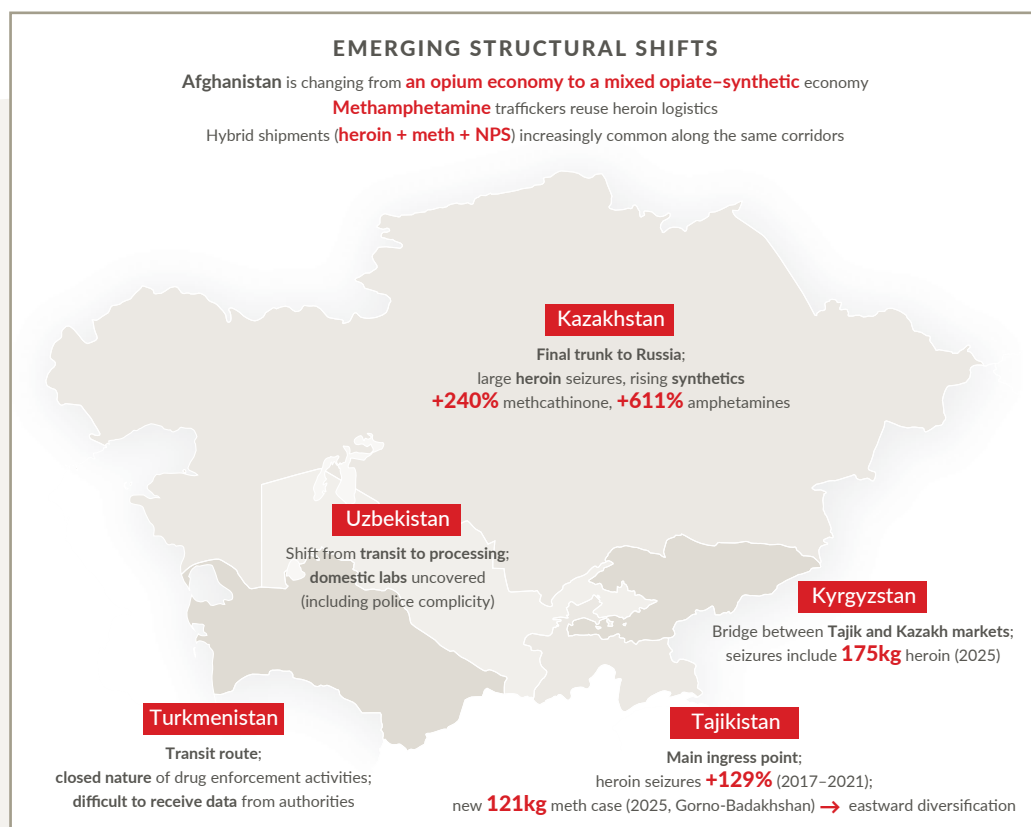 EMERGING STRUCTURAL SHIFTS
Afghanistan is changing from an opium economy to a mixed opiate–synthetic economy
Methamphetamine traffickers reuse heroin logistics
Hybrid shipments (heroin + meth + NPS) increasingly common along the same corridors
Kazakhstan
Final trunk to Russia;
large heroin seizures, rising synthetics
+240% methcathinone, +611% amphetamines
Uzbekistan
Shift from transit to processing;
domestic labs uncovered
(including police complicity)
Kyrgyzstan
Bridge between Tajik and Kazakh markets;
seizures include 175kg heroin (2025)
Turkmenistan
Transit route;
closed nature of drug enforcement activities;
difficult to receive data from authorities
Tajikistan
Main ingress point;
heroin seizures +129% (2017–2021);
new 121kg meth case (2025, Gorno-Badakhshan) → eastward diversification